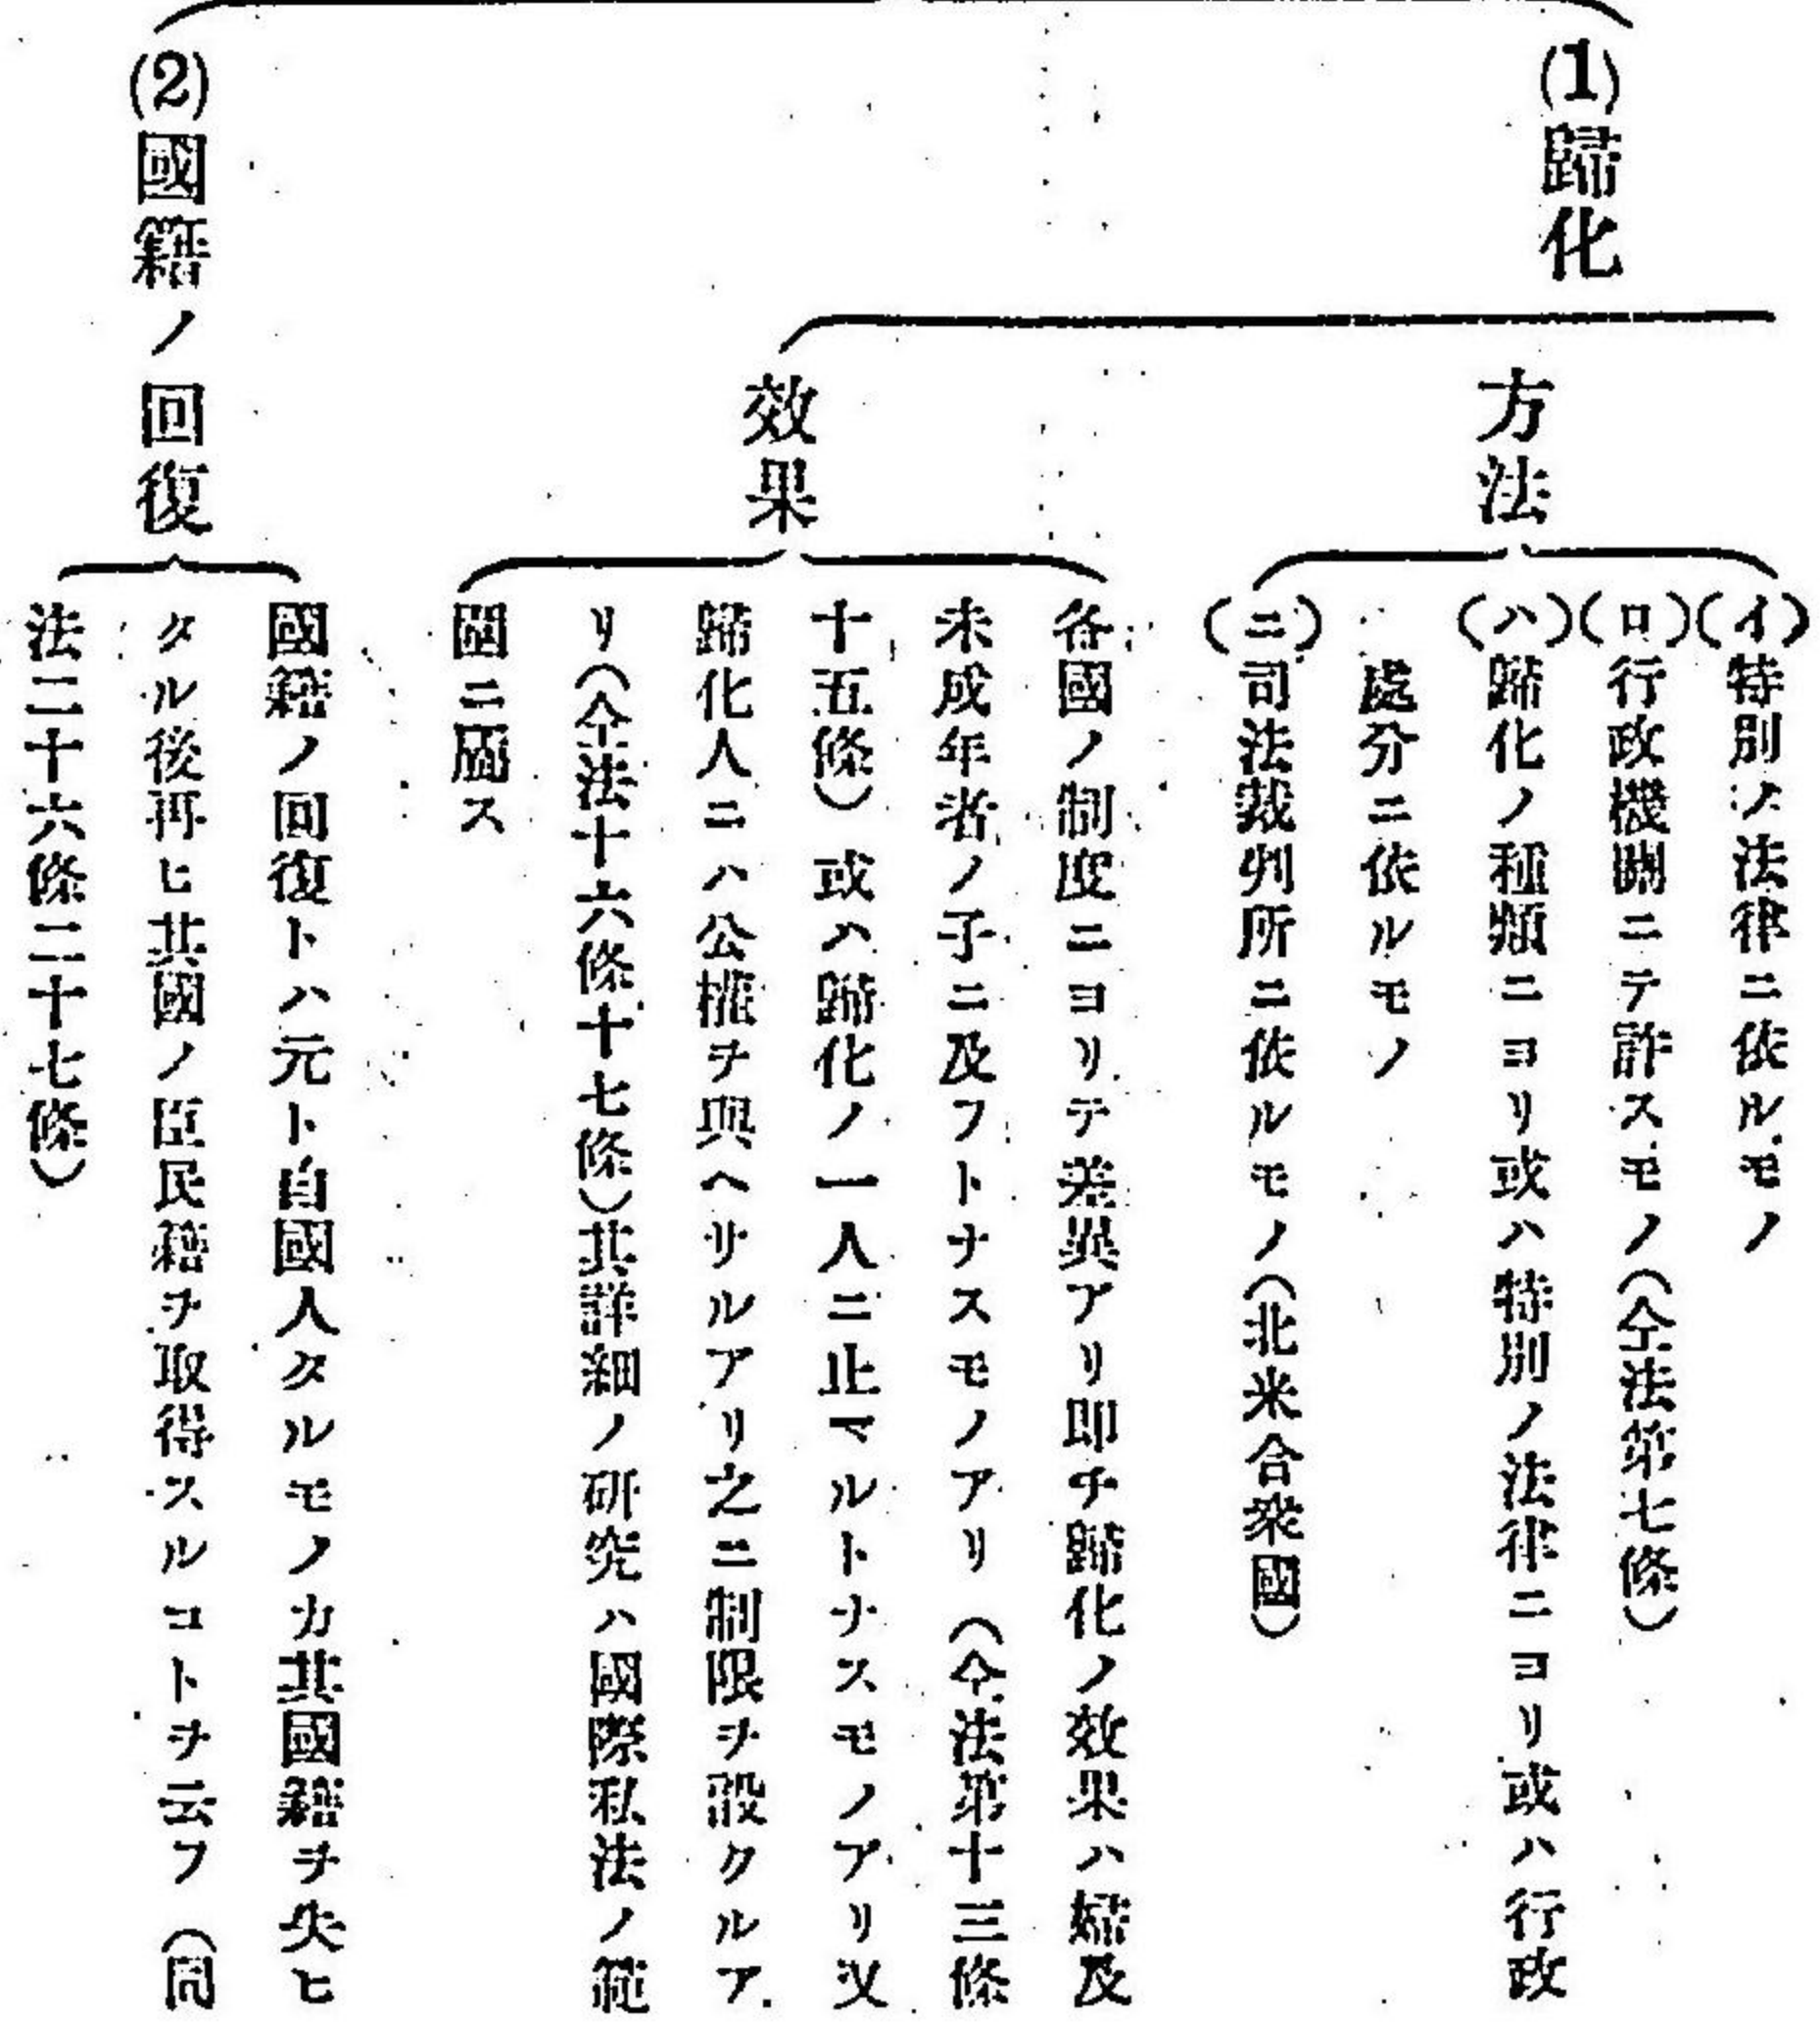 (1)歸化
方法
(イ)特別ノ法律ニ依ルモノ
(ロ)行政機關ニテ許スモノ(仝法第七條)
(ハ)歸化ノ種類ニヨリ或ハ特別ノ法律ニヨリ或ハ行政
處分ニ依ルモノ
(ニ)司法裁判所ニ依ルモノ(北米合衆國)
效果
各國ノ制度ニヨリテ差異アリ即チ歸化ノ效果ハ婦及
未成年者ノ子ニ及フトナスモノアリ(仝法第十三條
十五條)或ハ歸化ノ一人ニ止マルトナスモノアリ又
歸化人ニハ公權ヲ與ヘサルアリ之ニ制限ヲ設クルア
リ(仝法十六條十七條)其詳細ノ研究ハ國際私法ノ範
圍ニ屬ス
(2)國籍ノ回復
國籍ノ回復トハ元ト自國人タルモノカ其國籍ヲ失ヒ
タル後再ヒ其國ノ臣民籍ヲ取得スルコトヲ云フ(同
法二十六條二十七條)